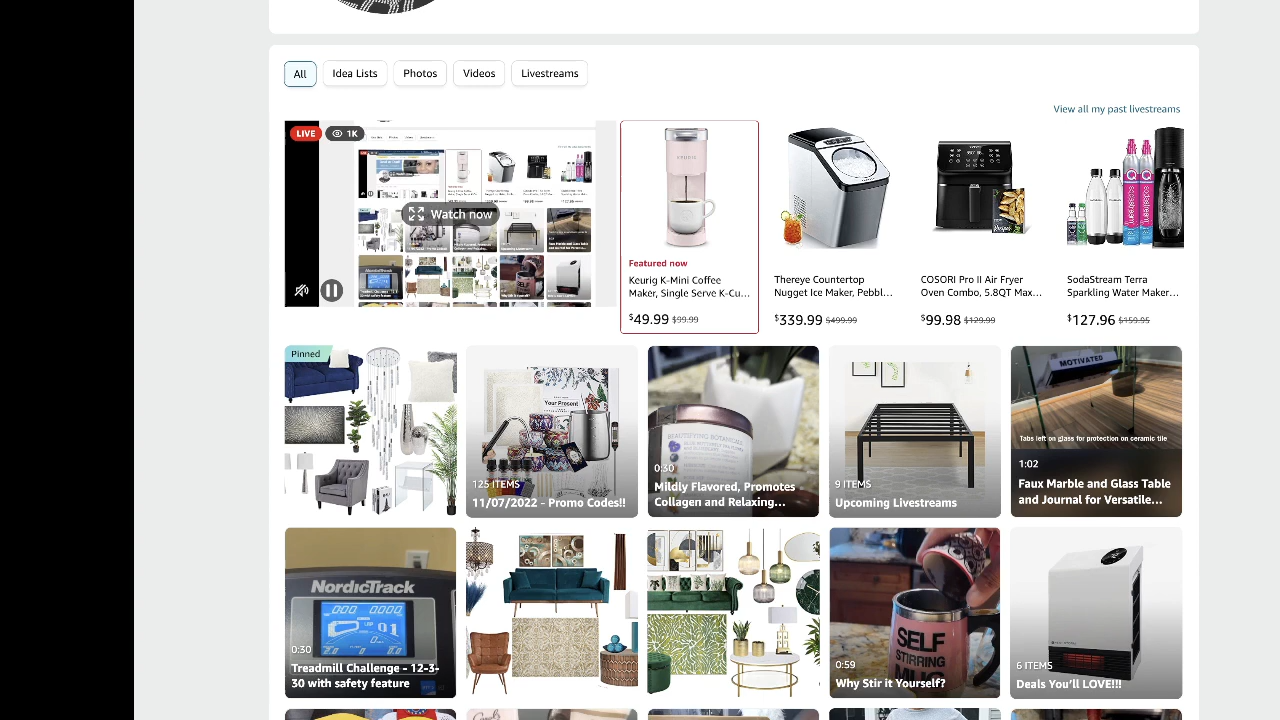 All
Idea Lists
Photos
Videos
Livestreams
View all my past livestreams
LIVE
1K
Watch now
KEURIG
Featured now
Keurig K-Mini Coffee
Maker, Single Serve K-Cu...
$49.99 $99.99
Thereye Countertop
Nugget Ice Maker, Pebbl...
$339.99 $499.99
COSORI Pro II Air Fryer
Oven Combo, 5.8QT Max...
$99.98 $129.99
SodaStream Terra
Sparkling Water Maker...
$127.96 $159.95
Pinned
Your Present
125 ITEMS
11/07/2022 - Promo Codes!!
BEAUTIFYING BOTANICALS
0:30
Mildly Flavored, Promotes
Collagen and Relaxing...
9 ITEMS
Upcoming Livestreams
MOTIVATED
Tabs left on glass for protection on ceramic tile
1:02
Faux Marble and Glass Table
and Journal for Versatile...
NORDICTRACK
0:30
Treadmill Challenge - 12-3-
30 with safety feature
SELF
STIRRING
0:59
Why Stir it Yourself?
6 ITEMS
Deals You'll LOVE!!!